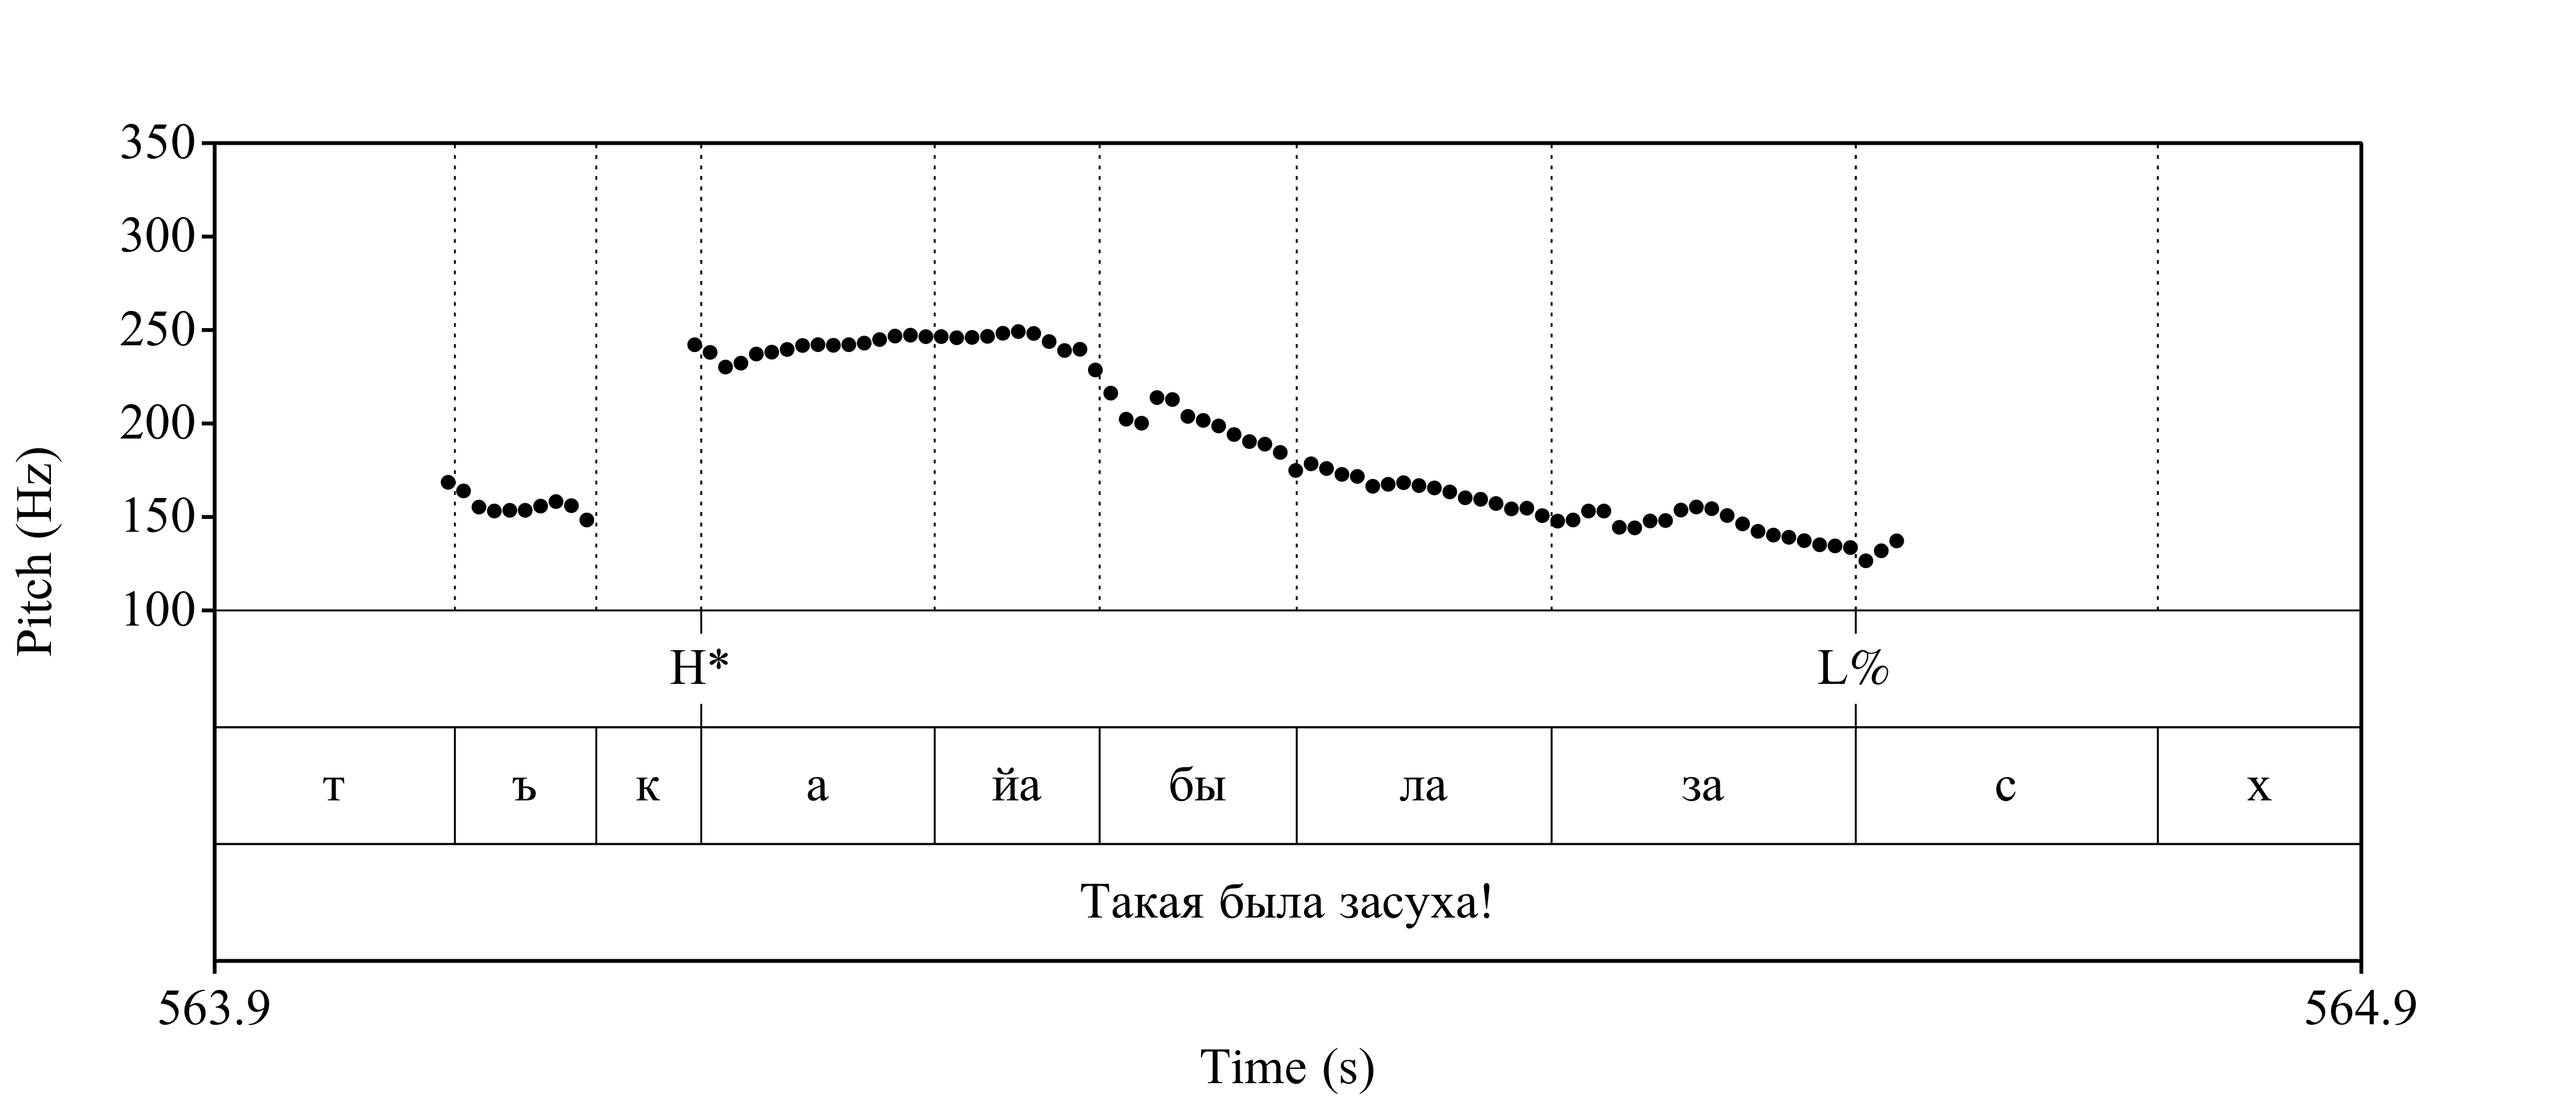 350
300
250
200
150
100
Pitch (Hz)
H* L%
т ъ к а йа бы ла за с х
Такая была засуха!
563.9 564.9
Time (s)